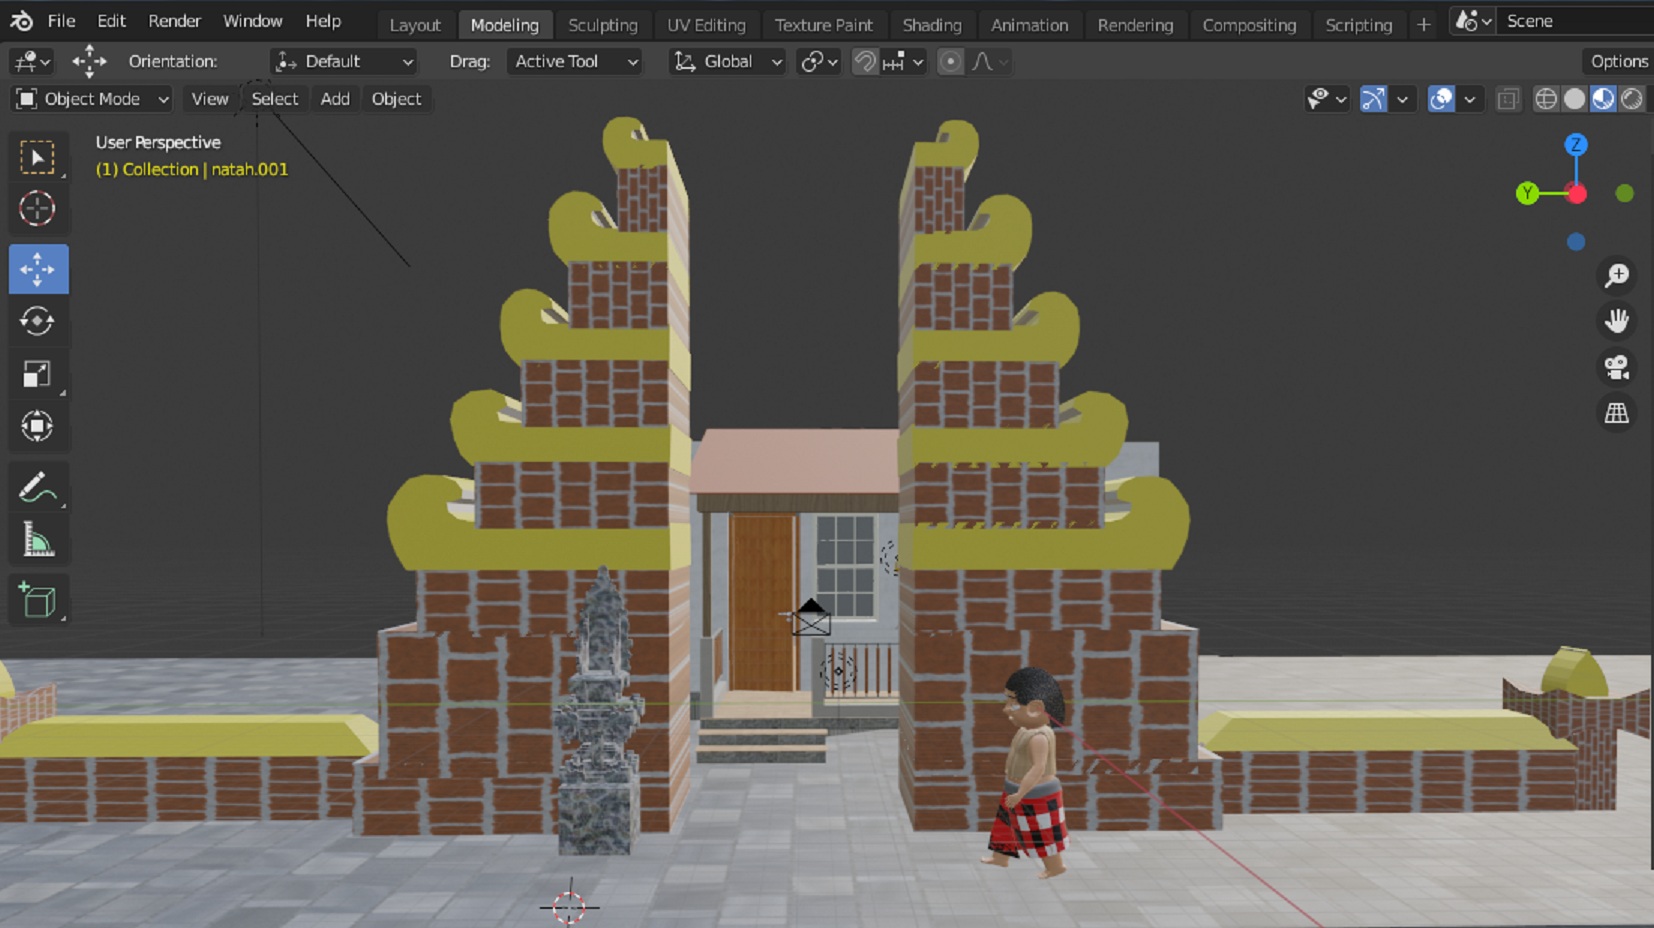 File Edit Render Window Help Layout Modeling Sculpting UV Editing Texture Paint Shading Animation Rendering Compositing Scripting + Scene
Orientation: Default Drag: Active Tool Global Options
Object Mode View Select Add Object
User Perspective
(1) Collection | natah.001
Z
Y